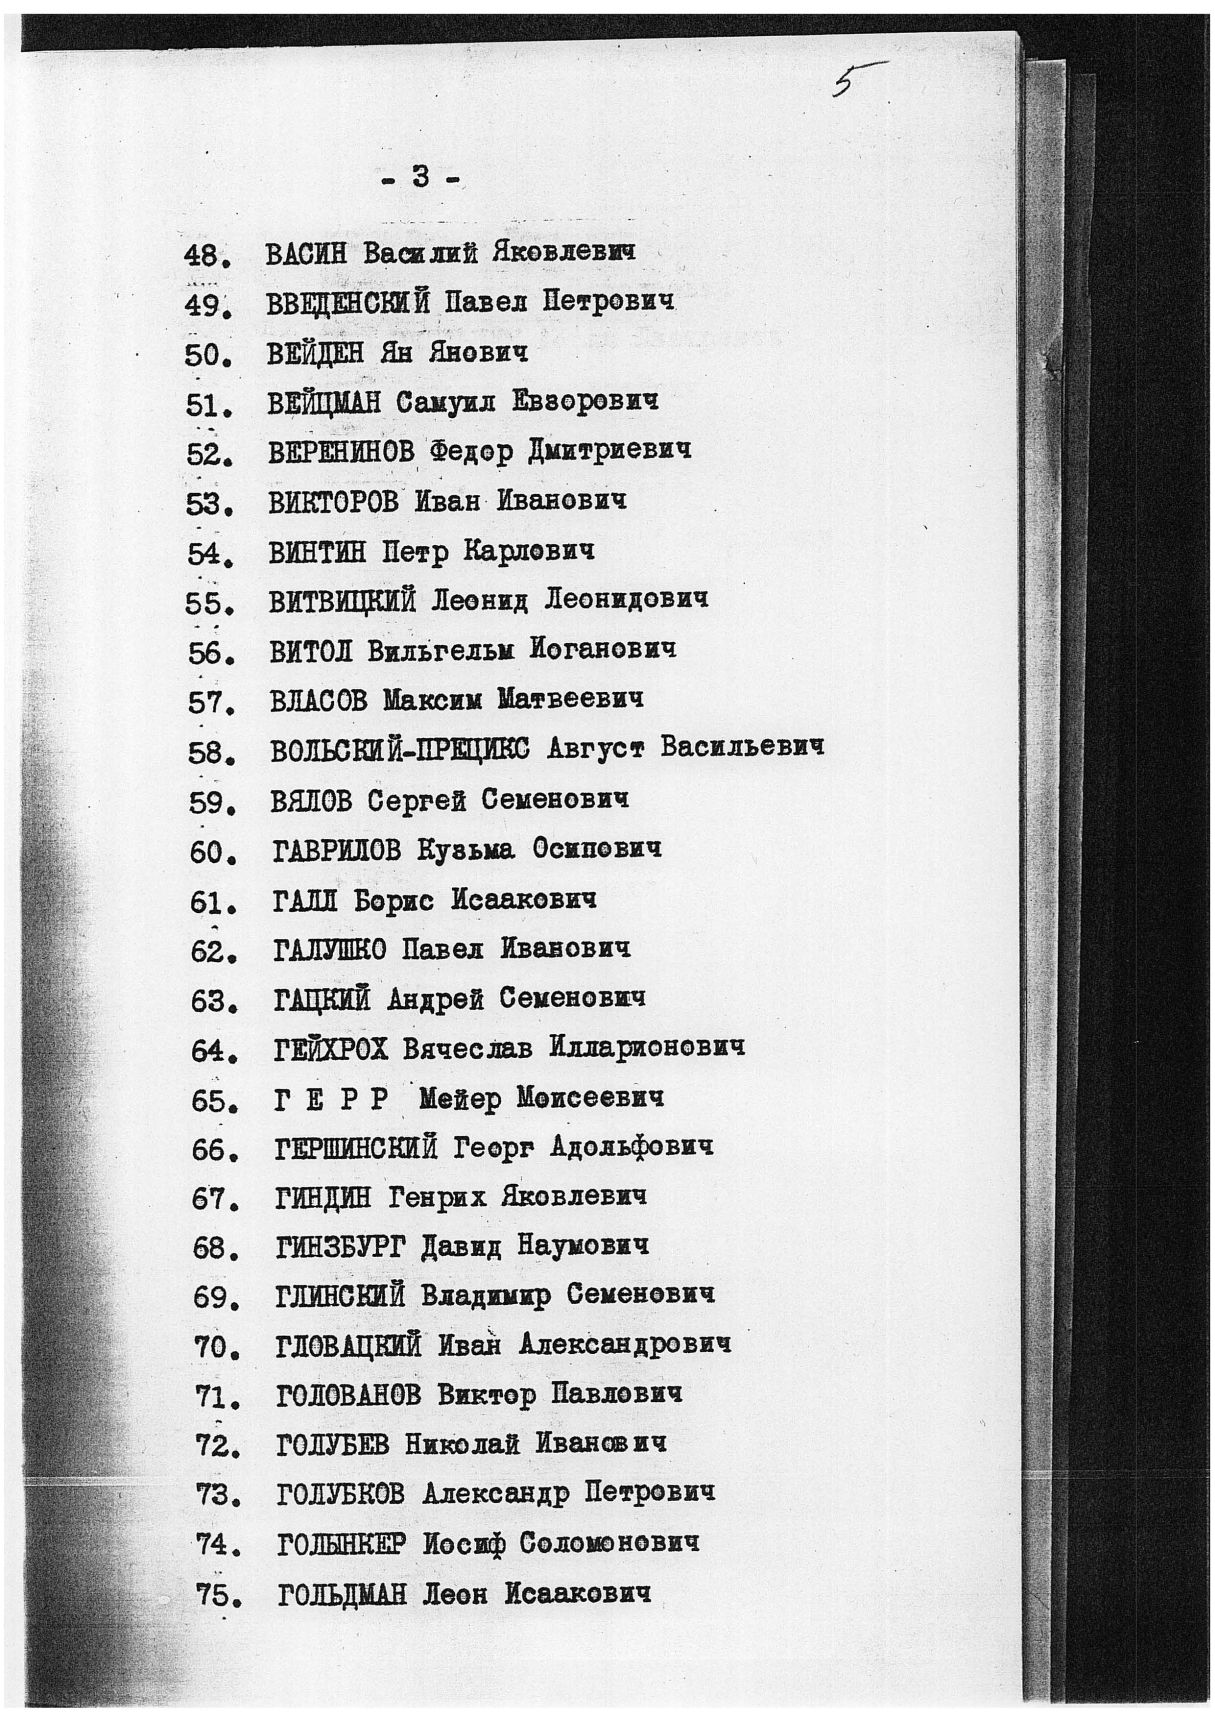 5
- 3 -
48. ВАСИН Василий Яковлевич
49. ВВЕДЕНСКИЙ Павел Петрович
50. ВЕЙДЕН Ян Янович
51. ВЕЙЦМАН Самуил Евзорович
52. ВЕРЕНИНОВ Федор Дмитриевич
53. ВИКТОРОВ Иван Иванович
54. ВИНТИН Петр Карлович
55. ВИТВИЦКИЙ Леонид Леонидович
56. ВИТОЛ Вильгельм Иоганович
57. ВЛАСОВ Максим Матвеевич
58. ВОЛЬСКИЙ-ПРЕЦИКС Август Васильевич
59. ВЯЛОВ Сергей Семенович
60. ГАВРИЛОВ Кузьма Осипович
61. ГАЛЛ Борис Исаакович
62. ГАЛУШКО Павел Иванович
63. ГАЦКИЙ Андрей Семенович
64. ГЕЙХРОХ Вячеслав Илларионович
65. Г Е Р Р Мейер Моисеевич
66. ГЕРШИНСКИЙ Георг Адольфович
67. ГИНДИН Генрих Яковлевич
68. ГИНЗБУРГ Давид Наумович
69. ГЛИНСКИЙ Владимир Семенович
70. ГЛОВАЦКИЙ Иван Александрович
71. ГОЛОВАНОВ Виктор Павлович
72. ГОЛУБЕВ Николай Иванович
73. ГОЛУБКОВ Александр Петрович
74. ГОЛЫНКЕР Иосиф Соломонович
75. ГОЛЬДМАН Леон Исаакович